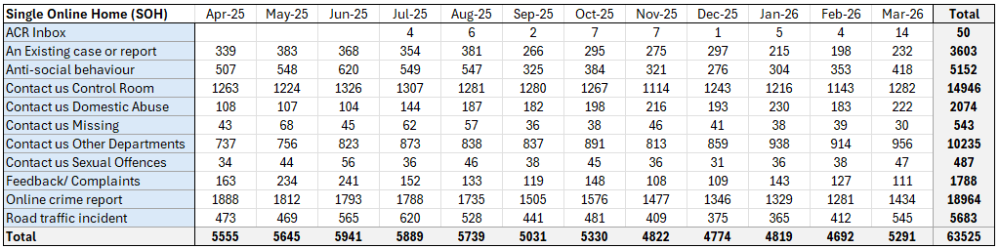 Single Online Home (SOH) Apr-25 May-25 Jun-25 Jul-25 Aug-25 Sep-25 Oct-25 Nov-25 Dec-25 Jan-26 Feb-26 Mar-26 Total
ACR Inbox 4 6 2 7 7 1 5 4 14 50
An Existing case or report 339 383 368 354 381 266 295 275 297 215 198 232 3603
Anti-social behaviour 507 548 620 549 547 325 384 321 276 304 353 418 5152
Contact us Control Room 1263 1224 1326 1307 1281 1280 1267 1114 1243 1216 1143 1282 14946
Contact us Domestic Abuse 108 107 104 144 187 182 198 216 193 230 183 222 2074
Contact us Missing 43 68 45 62 57 36 38 46 41 38 39 30 543
Contact us Other Departments 737 756 823 873 838 837 891 813 859 938 914 956 10235
Contact us Sexual Offences 34 44 56 36 46 38 45 36 31 36 38 47 487
Feedback/ Complaints 163 234 241 152 133 119 148 108 109 143 127 111 1788
Online crime report 1888 1812 1793 1788 1735 1505 1576 1477 1346 1329 1281 1434 18964
Road traffic incident 473 469 565 620 528 441 481 409 375 365 412 545 5683
Total 5555 5645 5941 5889 5739 5031 5330 4822 4774 4819 4692 5291 63525